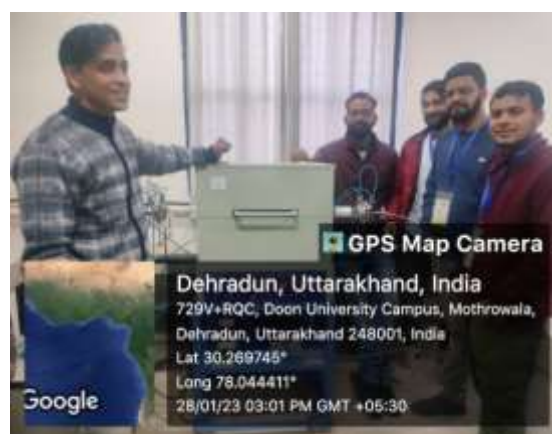 GPS Map Camera
Dehradun, Uttarakhand, India
729V+RQC, Doon University Campus, Mothrowala,
Dehradun, Uttarakhand 248001, India
Lat 30.269745°
Long 78.044411°
28/01/23 03:01 PM GMT +05:30
Google